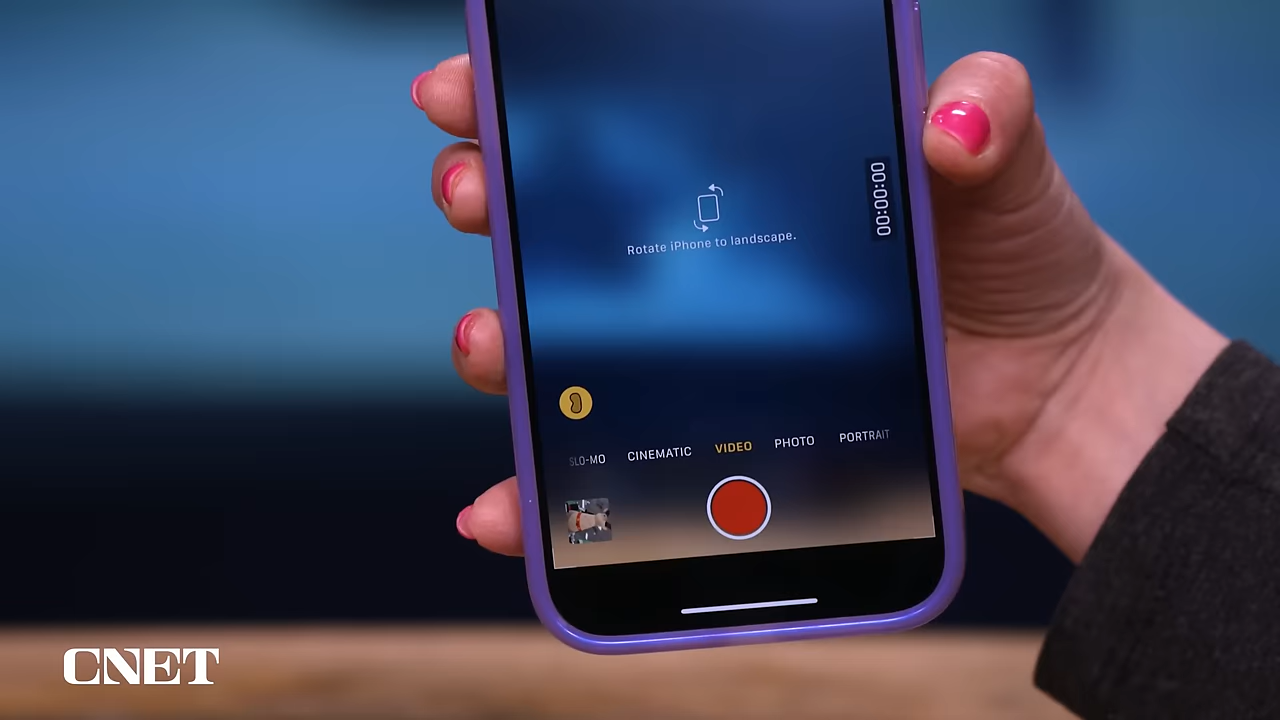 00:00:00
Rotate iPhone to landscape.
SLO-MO CINEMATIC VIDEO PHOTO PORTRAIT
CNET